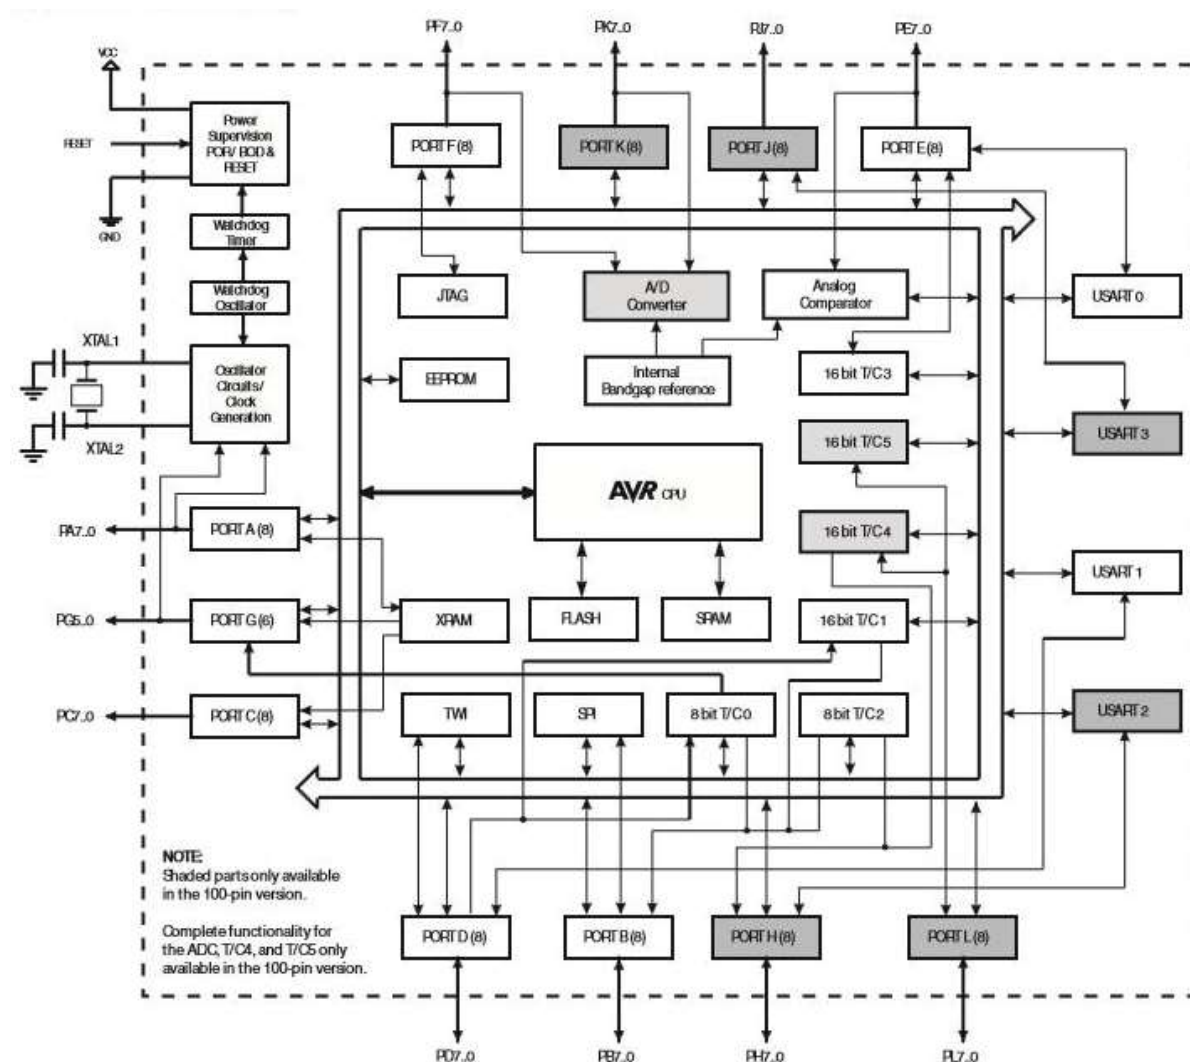 PF7..0
PK7..0
PJ7..0
PE7..0
VCC
RESET
GND
Power
Supervision
POR/ BOD &
RESET
PORT F (8)
PORT K (8)
PORT J (8)
PORT E (8)
Watchdog
Timer
Watchdog
Oscillator
JTAG
A/D
Converter
Analog
Comparator
USART 0
XTAL1
Oscillator
Circuits/
Clock
Generation
XTAL2
EEPROM
Internal
Bandgap reference
16 bit T/C3
16 bit T/C5
USART 3
AVR CPU
PA7..0
PORT A (8)
16 bit T/C4
USART 1
PG5..0
PORT G (6)
XRAM
FLASH
SRAM
16 bit T/C1
PC7..0
PORT C (8)
TWI
SPI
8 bit T/C0
8 bit T/C2
USART 2
NOTE:
Shaded parts only available
in the 100-pin version.
Complete functionality for
the ADC, T/C4, and T/C5 only
available in the 100-pin version.
PORT D (8)
PORT B (8)
PORT H (8)
PORT L (8)
PD7..0
PB7..0
PH7..0
PL7..0